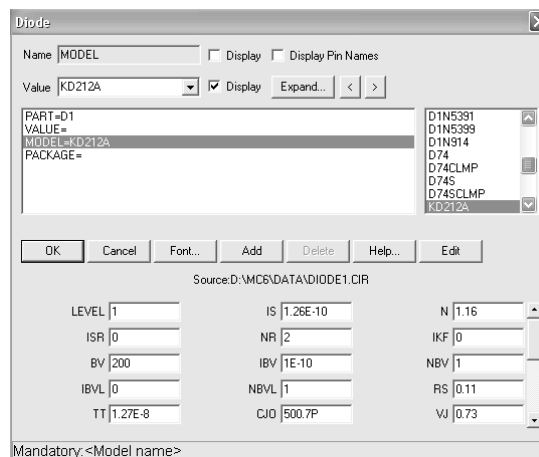 Diode
Name MODEL Display Display Pin Names
Value KD212A Display Expand... < >
PART=D1
VALUE=
MODEL=KD212A
PACKAGE=
D1N5391
D1N5399
D1N914
D74
D74CLMP
D74S
D74SCLMP
KD212A
OK Cancel Font... Add Delete Help... Edit
Source:D:\MC6\DATA\DIODE1.CIR
LEVEL 1 IS 1.26E-10 N 1.16
ISR 0 NR 2 IKF 0
BV 200 IBV 1E-10 NBV 1
IBVL 0 NBVL 1 RS 0.11
TT 1.27E-8 CJO 500.7P VJ 0.73
Mandatory:<Model name>